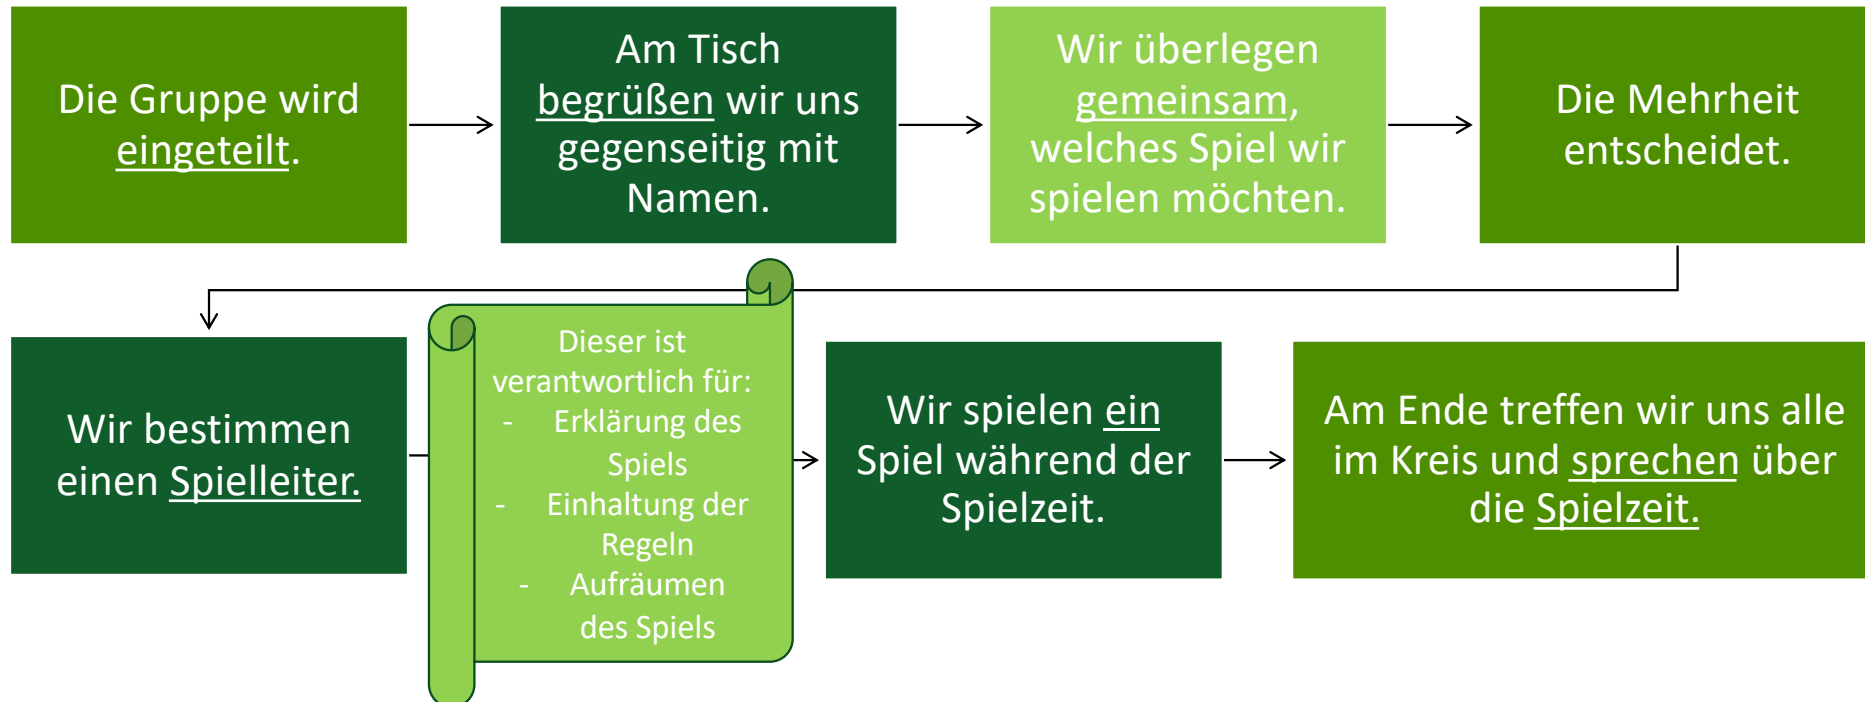 Die Gruppe wird
eingeteilt.
Am Tisch
begrüßen wir uns
gegenseitig mit
Namen.
Wir überlegen
gemeinsam,
welches Spiel wir
spielen möchten.
Die Mehrheit
entscheidet.
Wir bestimmen
einen Spielleiter.
Dieser ist
verantwortlich für:
- Erklärung des
Spiels
- Einhaltung der
Regeln
- Aufräumen
des Spiels
Wir spielen ein
Spiel während der
Spielzeit.
Am Ende treffen wir uns alle
im Kreis und sprechen über
die Spielzeit.